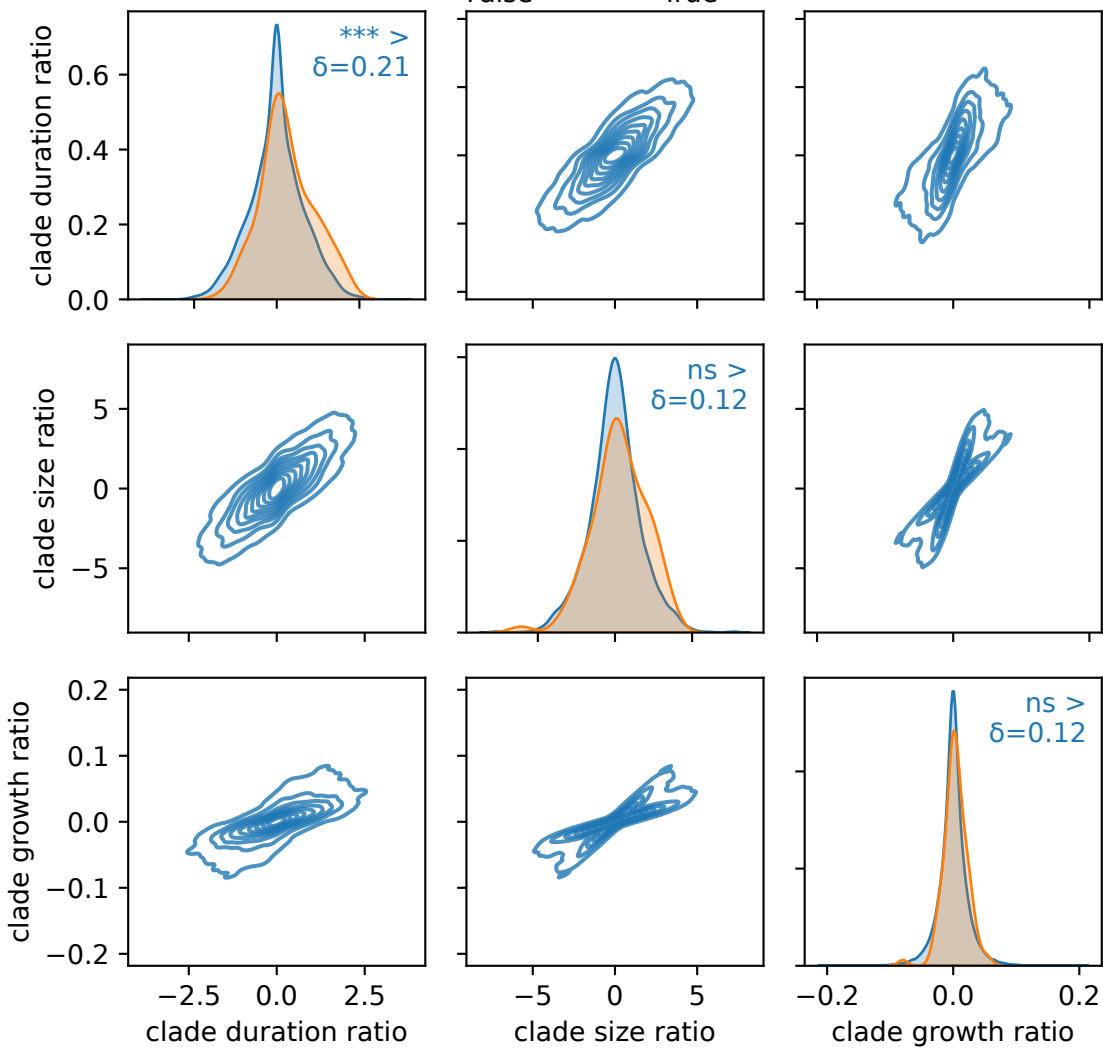 False True
clade duration ratio
0.6
0.4
0.2
0.0
*** >
δ=0.21
clade size ratio
5
0
−5
ns >
δ=0.12
clade growth ratio
0.2
0.1
0.0
−0.1
−0.2
ns >
δ=0.12
−2.5 0.0 2.5
−5 0 5
−0.2 0.0 0.2
clade duration ratio
clade size ratio
clade growth ratio